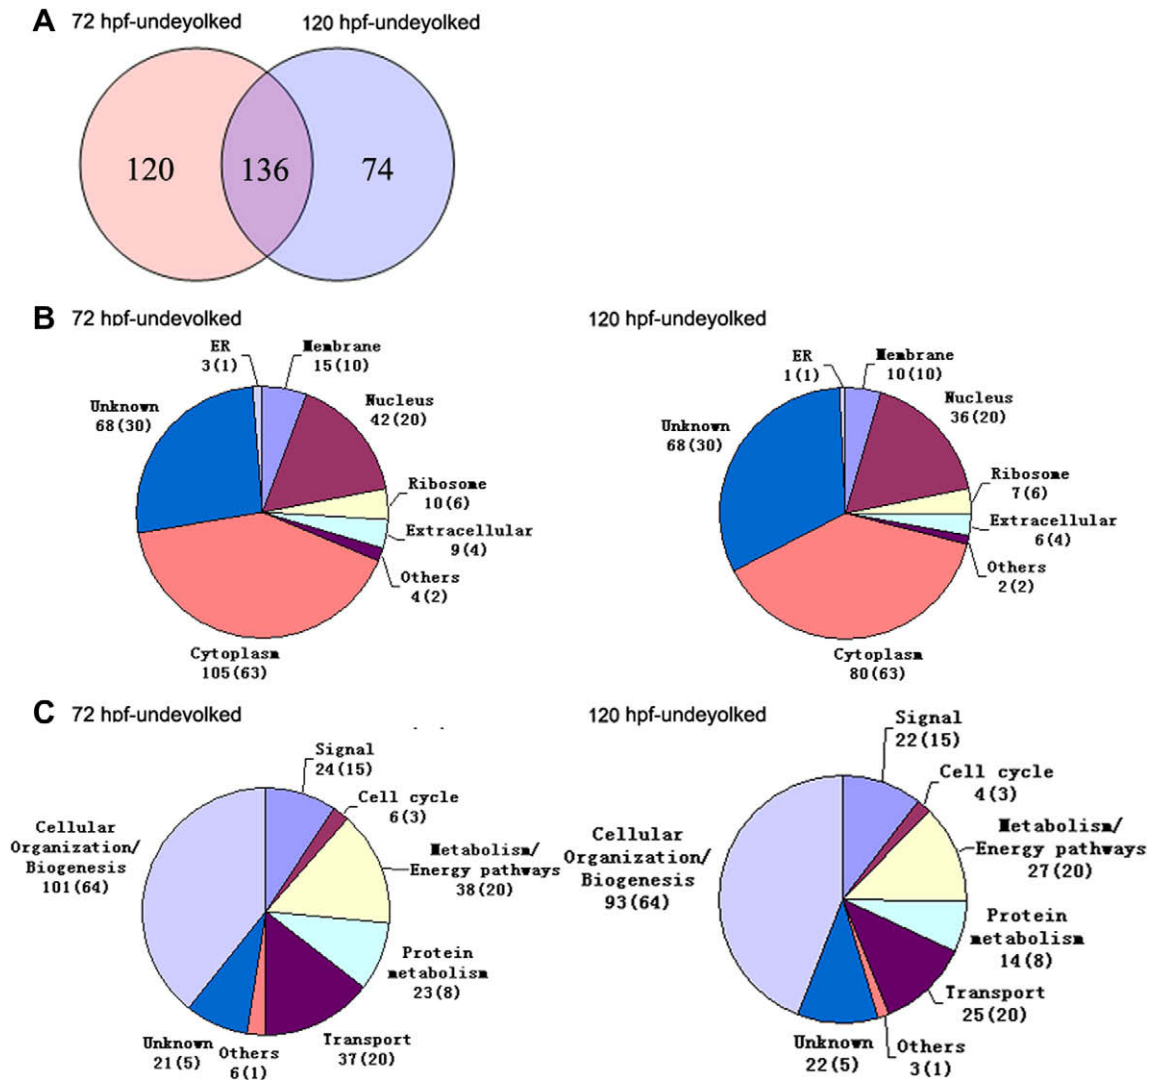 A
72 hpf-undeyolked
120 hpf-undeyolked
120
136
74
B
72 hpf-undevolked
ER
3(1)
Membrane
15(10)
Nucleus
42(20)
Ribosome
10(6)
Extracellular
9(4)
Others
4(2)
Cytoplasm
105(63)
Unknown
68(30)
120 hpf-undeyolked
ER
1(1)
Membrane
10(10)
Nucleus
36(20)
Ribosome
7(6)
Extracellular
6(4)
Others
2(2)
Cytoplasm
80(63)
Unknown
68(30)
C
72 hpf-undevolked
Signal
24(15)
Cell cycle
6(3)
Metabolism/
Energy pathways
38(20)
Protein
metabolism
23(8)
Transport
37(20)
Others
6(1)
Unknown
21(5)
Cellular
Organization/
Biogenesis
101(64)
120 hpf-undeyolked
Signal
22(15)
Cell cycle
4(3)
Metabolism/
Energy pathways
27(20)
Protein
metabolism
14(8)
Transport
25(20)
Others
3(1)
Unknown
22(5)
Cellular
Organization/
Biogenesis
93(64)